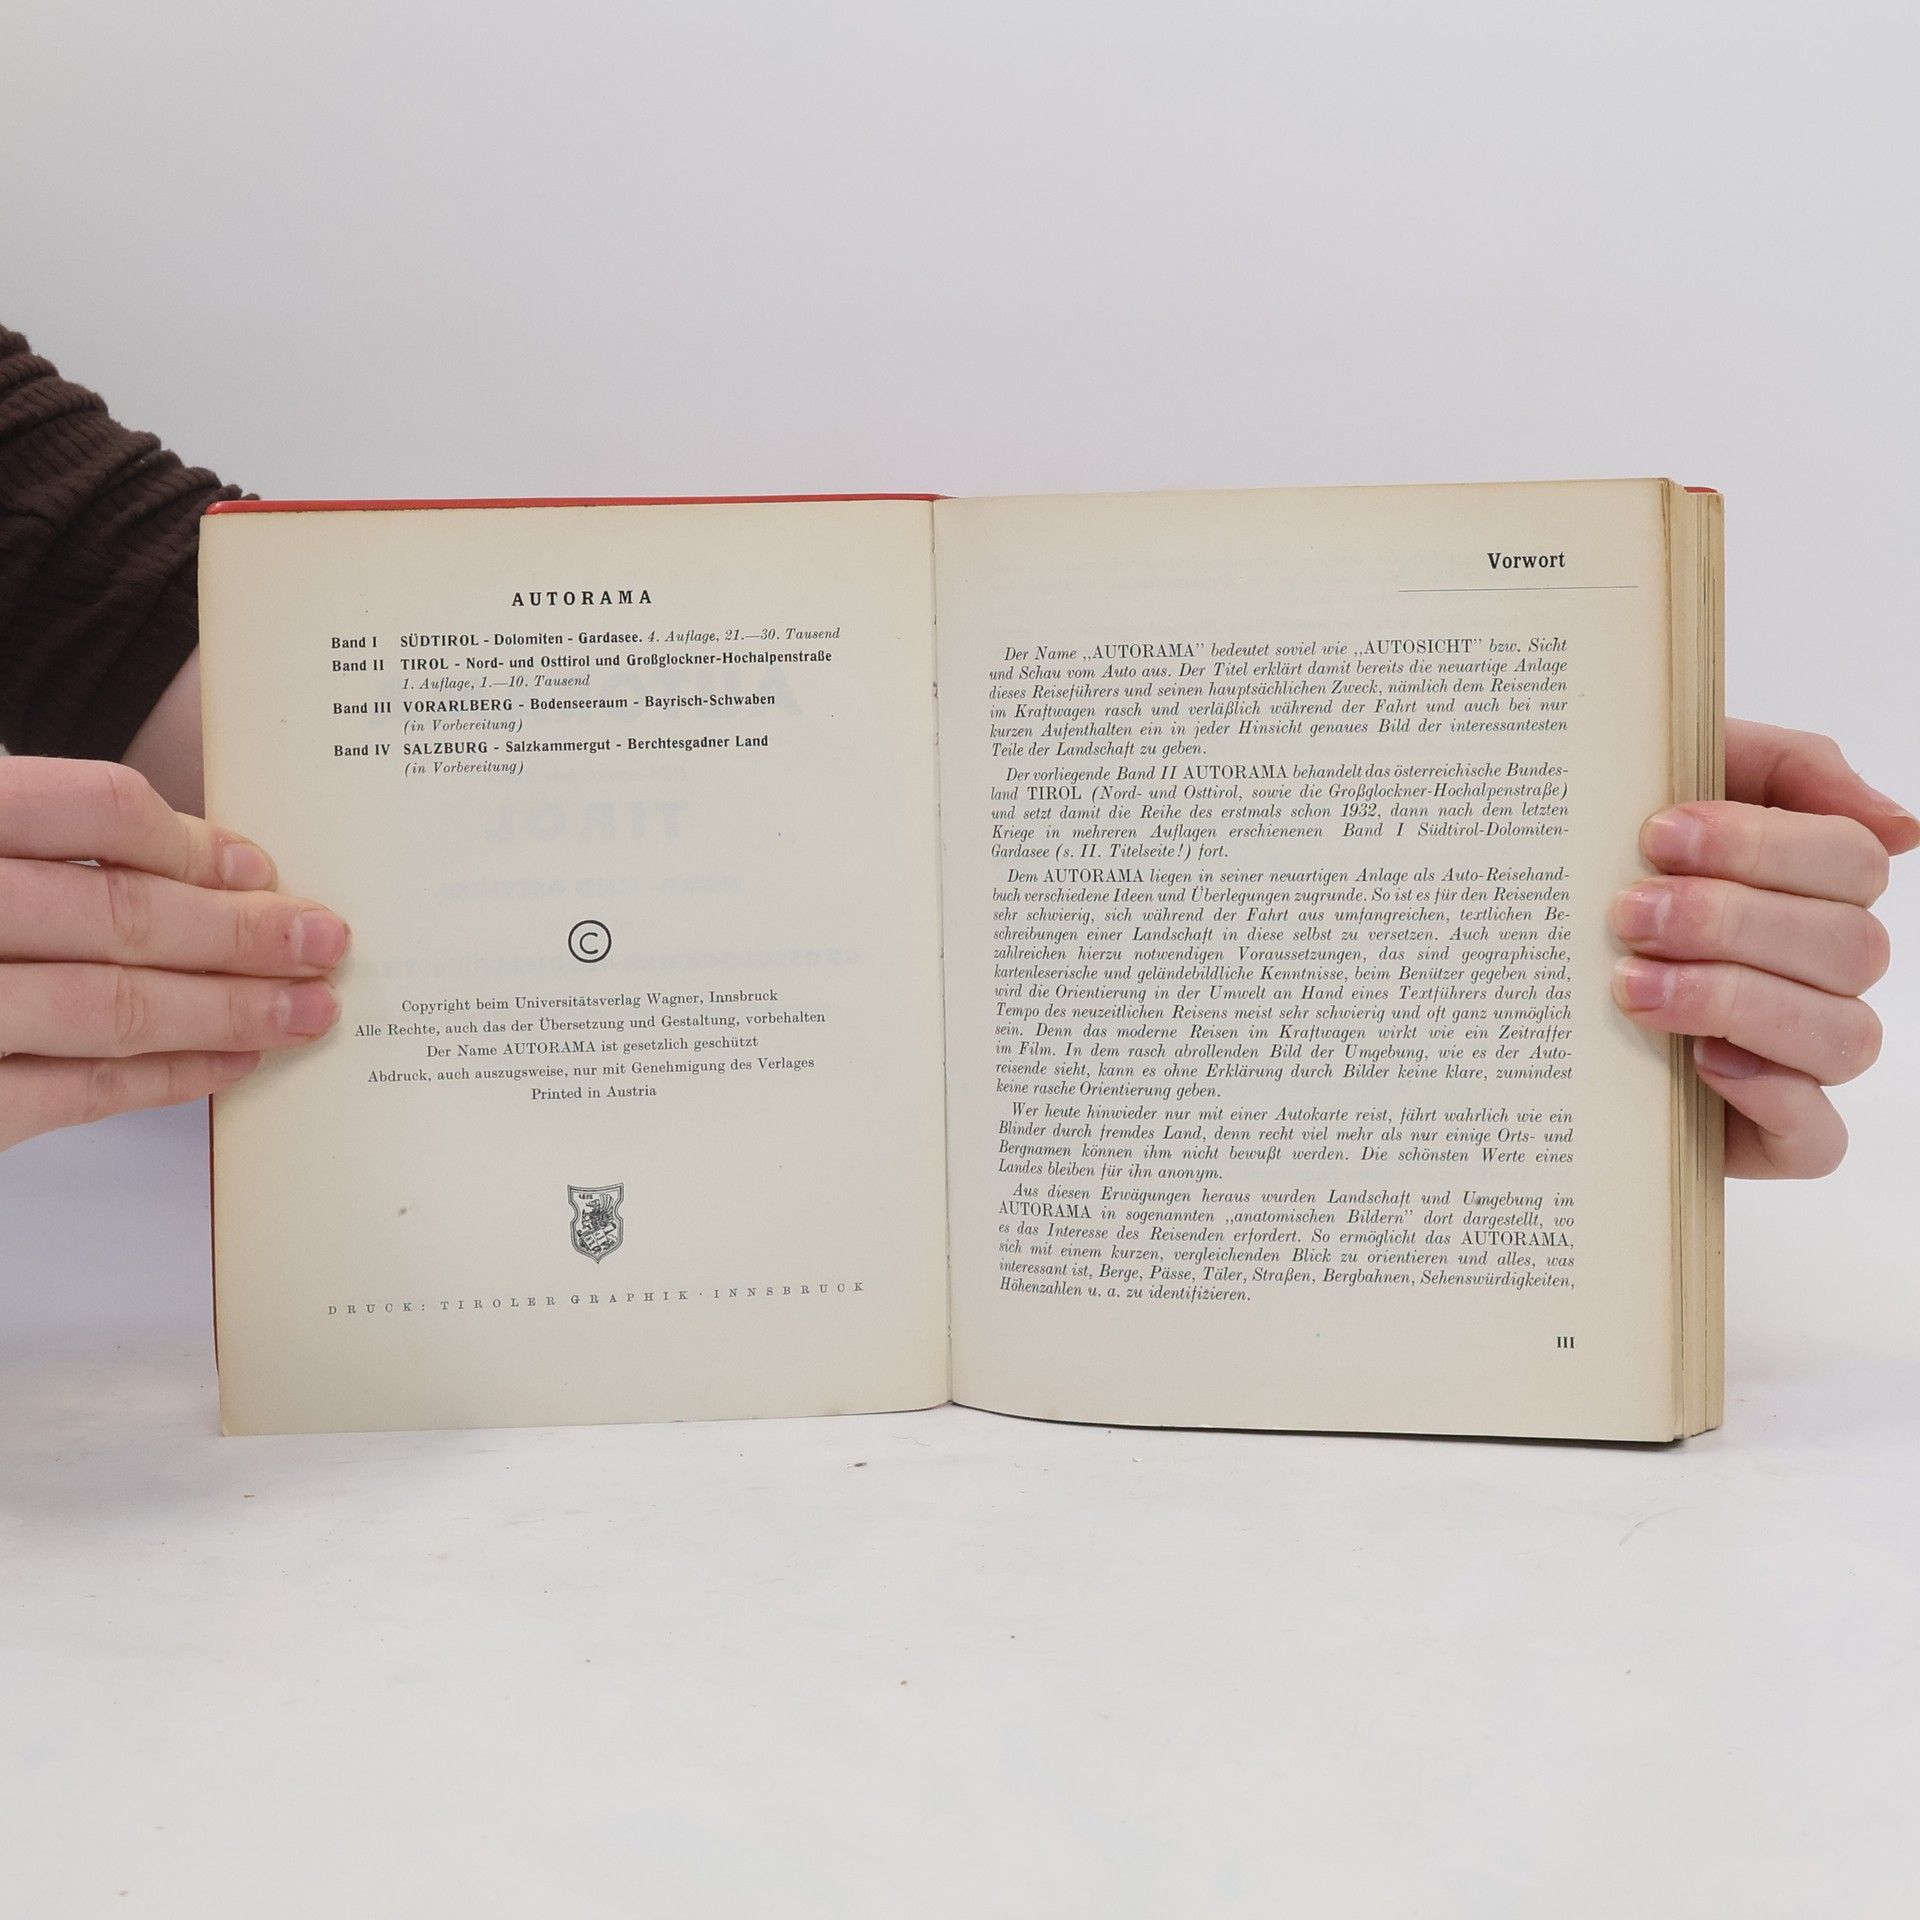 AUTORAMA
Band I SÜDTIROL - Dolomiten - Gardasee. 4. Auflage, 21.—30. Tausend
Band II TIROL - Nord- und Osttirol und Großglockner-Hochalpenstraße
1. Auflage, 1.—10. Tausend
Band III VORARLBERG - Bodenseeraum - Bayrisch-Schwaben
(in Vorbereitung)
Band IV SALZBURG - Salzkammergut - Berchtesgadner Land
(in Vorbereitung)
©
Copyright beim Universitätsverlag Wagner, Innsbruck
Alle Rechte, auch das der Übersetzung und Gestaltung, vorbehalten
Der Name AUTORAMA ist gesetzlich geschützt
Abdruck, auch auszugsweise, nur mit Genehmigung des Verlages
Printed in Austria
DRUCK: TIROLER GRAPHIK · INNSBRUCK
Vorwort
Der Name „AUTORAMA” bedeutet soviel wie „AUTOSICHT” bzw. Sicht
und Schau vom Auto aus. Der Titel erklärt damit bereits die neuartige Anlage
dieses Reiseführers und seinen hauptsächlichen Zweck, nämlich dem Reisenden
im Kraftwagen rasch und verläßlich während der Fahrt und auch bei nur
kurzen Aufenthalten ein in jeder Hinsicht genaues Bild der interessantesten
Teile der Landschaft zu geben.
Der vorliegende Band II AUTORAMA behandelt das österreichische Bundes-
land TIROL (Nord- und Osttirol, sowie die Großglockner-Hochalpenstraße)
und setzt damit die Reihe des erstmals schon 1932, dann nach dem letzten
Kriege in mehreren Auflagen erschienenen Band I Südtirol-Dolomiten-
Gardasee (s. II. Titelseite!) fort.
Dem AUTORAMA liegen in seiner neuartigen Anlage als Auto-Reisehand-
buch verschiedene Ideen und Überlegungen zugrunde. So ist es für den Reisenden
sehr schwierig, sich während der Fahrt aus umfangreichen, textlichen Be-
schreibungen einer Landschaft in diese selbst zu versetzen. Auch wenn die
zahlreichen hierzu notwendigen Voraussetzungen, das sind geographische,
kartenleserische und geländebildliche Kenntnisse, beim Benützer gegeben sind,
wird die Orientierung in der Umwelt an Hand eines Textführers durch das
Tempo des neuzeitlichen Reisens meist sehr schwierig und oft ganz unmöglich
sein. Denn das moderne Reisen im Kraftwagen wirkt wie ein Zeitraffer
im Film. In dem rasch abrollenden Bild der Umgebung, wie es der Auto-
reisende sieht, kann es ohne Erklärung durch Bilder keine klare, zumindest
keine rasche Orientierung geben.
Wer heute hinwieder nur mit einer Autokarte reist, fährt wahrlich wie ein
Blinder durch fremdes Land, denn recht viel mehr als nur einige Orts- und
Bergnamen können ihm nicht bewußt werden. Die schönsten Werte eines
Landes bleiben für ihn anonym.
Aus diesen Erwägungen heraus wurden Landschaft und Umgebung im
AUTORAMA in sogenannten „anatomischen Bildern” dort dargestellt, wo
es das Interesse des Reisenden erfordert. So ermöglicht das AUTORAMA,
sich mit einem kurzen, vergleichenden Blick zu orientieren und alles, was
interessant ist, Berge, Pässe, Täler, Straßen, Bergbahnen, Sehenswürdigkeiten,
Höhenzahlen u. a. zu identifizieren.
III